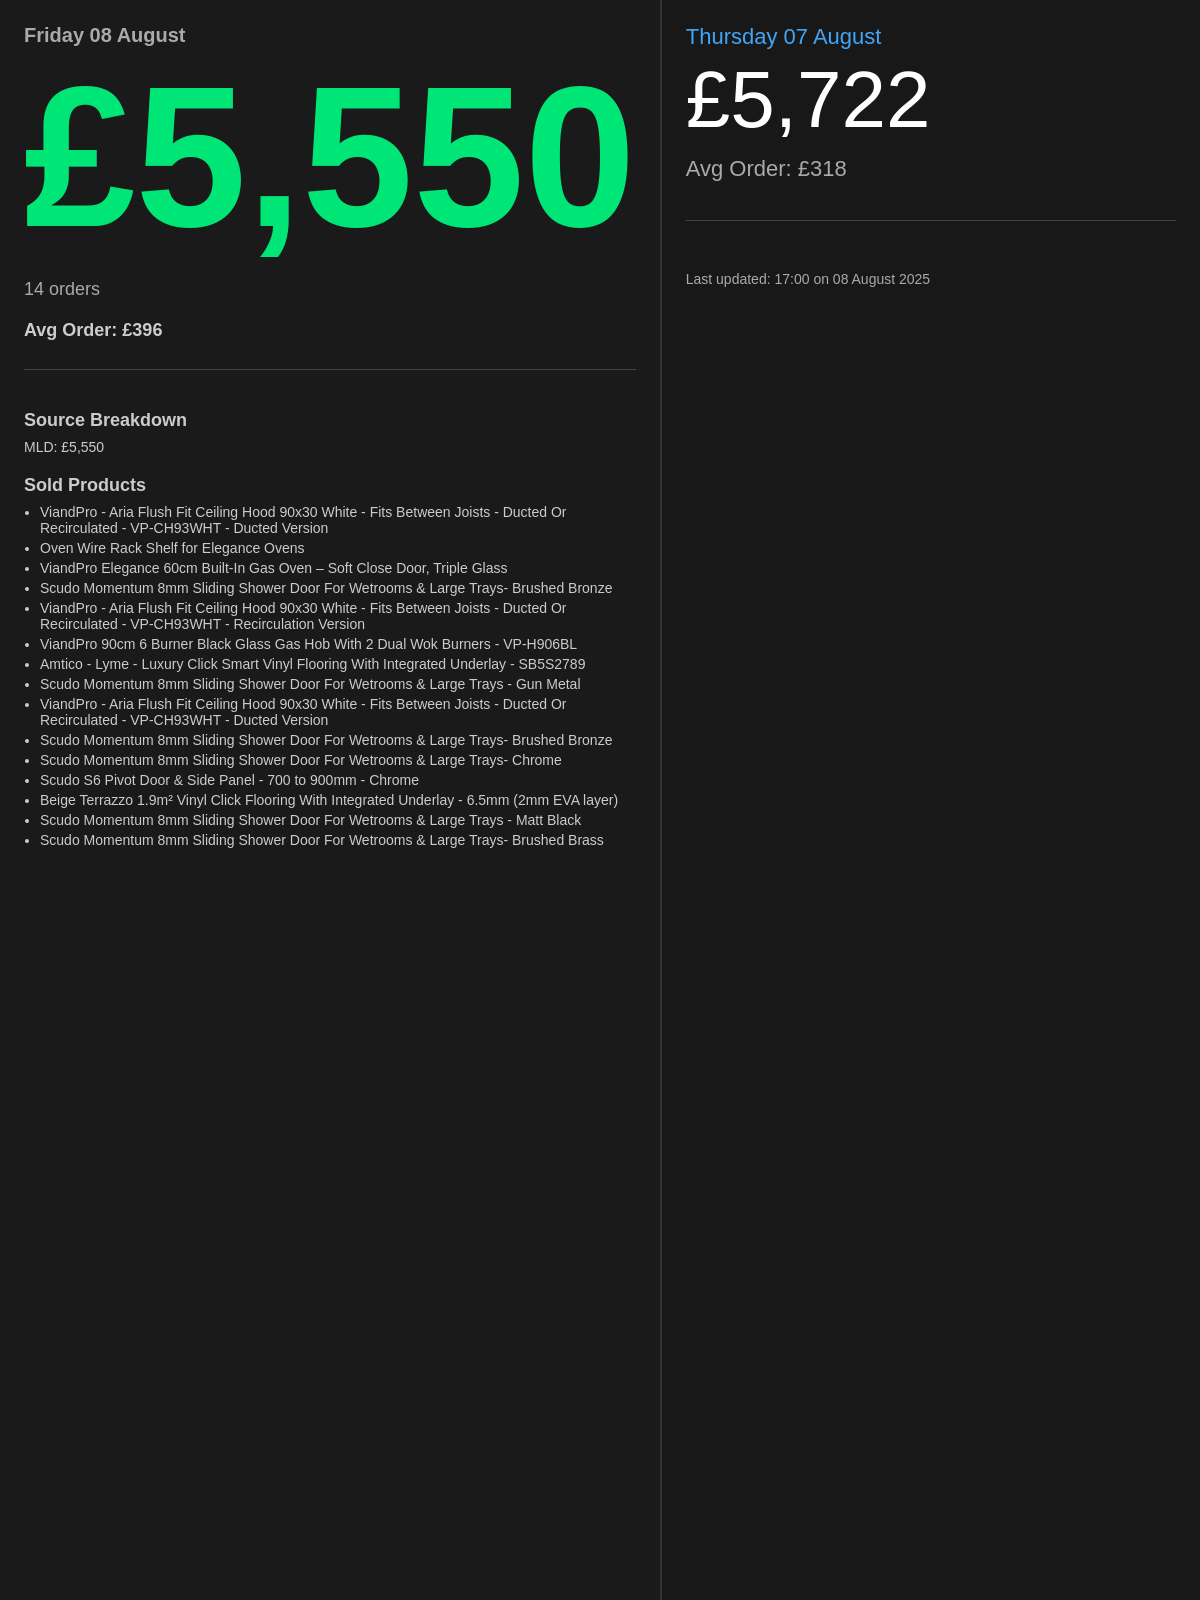 Friday 08 August
£5,550
14 orders
Avg Order: £396
Source Breakdown
MLD: £5,550
Sold Products
• ViandPro - Aria Flush Fit Ceiling Hood 90x30 White - Fits Between Joists - Ducted Or
Recirculated - VP-CH93WHT - Ducted Version
• Oven Wire Rack Shelf for Elegance Ovens
• ViandPro Elegance 60cm Built-In Gas Oven – Soft Close Door, Triple Glass
• Scudo Momentum 8mm Sliding Shower Door For Wetrooms & Large Trays- Brushed Bronze
• ViandPro - Aria Flush Fit Ceiling Hood 90x30 White - Fits Between Joists - Ducted Or
Recirculated - VP-CH93WHT - Recirculation Version
• ViandPro 90cm 6 Burner Black Glass Gas Hob With 2 Dual Wok Burners - VP-H906BL
• Amtico - Lyme - Luxury Click Smart Vinyl Flooring With Integrated Underlay - SB5S2789
• Scudo Momentum 8mm Sliding Shower Door For Wetrooms & Large Trays - Gun Metal
• ViandPro - Aria Flush Fit Ceiling Hood 90x30 White - Fits Between Joists - Ducted Or
Recirculated - VP-CH93WHT - Ducted Version
• Scudo Momentum 8mm Sliding Shower Door For Wetrooms & Large Trays- Brushed Bronze
• Scudo Momentum 8mm Sliding Shower Door For Wetrooms & Large Trays- Chrome
• Scudo S6 Pivot Door & Side Panel - 700 to 900mm - Chrome
• Beige Terrazzo 1.9m² Vinyl Click Flooring With Integrated Underlay - 6.5mm (2mm EVA layer)
• Scudo Momentum 8mm Sliding Shower Door For Wetrooms & Large Trays - Matt Black
• Scudo Momentum 8mm Sliding Shower Door For Wetrooms & Large Trays- Brushed Brass
Thursday 07 August
£5,722
Avg Order: £318
Last updated: 17:00 on 08 August 2025